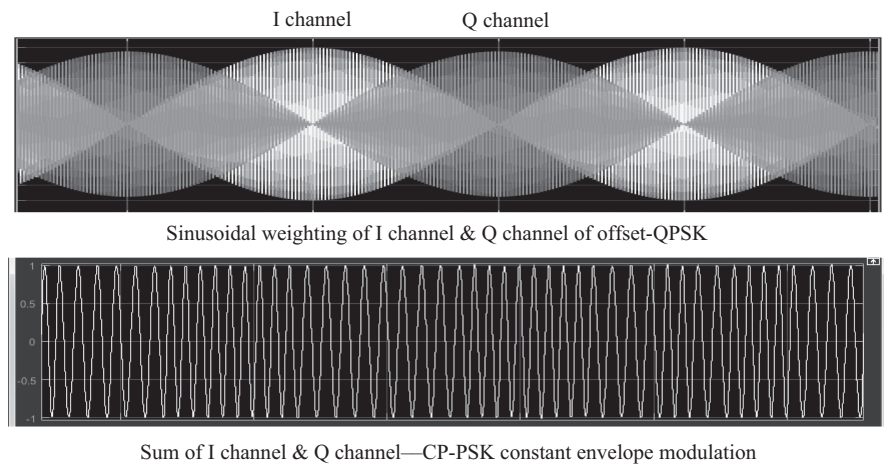 I channel
Q channel
Sinusoidal weighting of I channel & Q channel of offset-QPSK
1
0.5
0
-0.5
-1
Sum of I channel & Q channel—CP-PSK constant envelope modulation